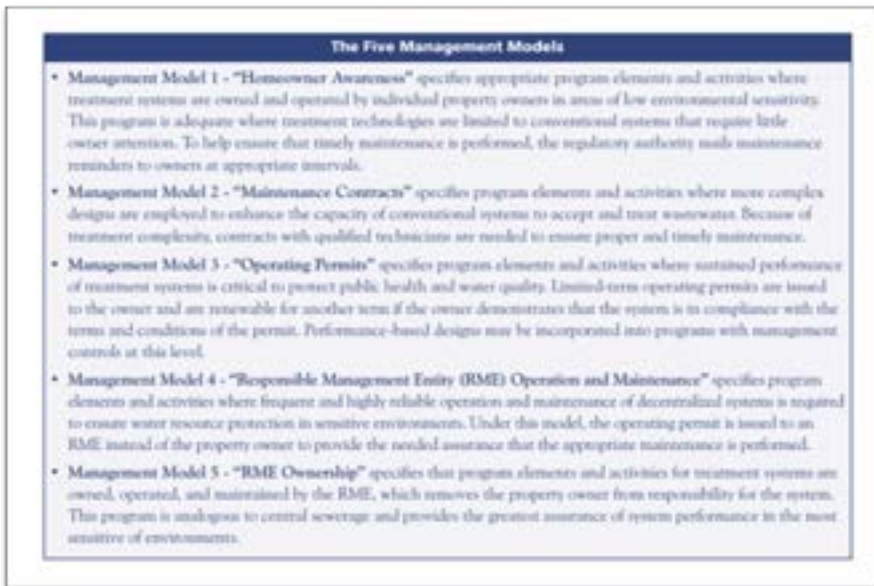 The Five Management Models
• Management Model 1 - “Homeowner Awareness” specifies appropriate program elements and activities where
treatment systems are owned and operated by individual property owners in areas of low environmental sensitivity.
This program is adequate where treatment technologies are limited to conventional systems that require little
owner attention. To help ensure that timely maintenance is performed, the regulatory authority mails maintenance
reminders to owners at appropriate intervals.
• Management Model 2 - “Maintenance Contracts” specifies program elements and activities where more complex
designs are employed to enhance the capacity of conventional systems to accept and treat wastewater. Because of
treatment complexity, contracts with qualified technicians are needed to ensure proper and timely maintenance.
• Management Model 3 - “Operating Permits” specifies program elements and activities where sustained performance
of treatment systems is critical to protect public health and water quality. Limited-term operating permits are issued
to the owner and are renewable for another term if the owner demonstrates that the system is in compliance with the
terms and conditions of the permit. Performance-based designs may be incorporated into programs with management
controls at this level.
• Management Model 4 - “Responsible Management Entity (RME) Operation and Maintenance” specifies program
elements and activities where frequent and highly reliable operation and maintenance of decentralized systems is required
to ensure water resource protection in sensitive environments. Under this model, the operating permit is issued to an
RME instead of the property owner to provide the needed assurance that the appropriate maintenance is performed.
• Management Model 5 - “RME Ownership” specifies that program elements and activities for treatment systems are
owned, operated, and maintained by the RME, which removes the property owner from responsibility for the system.
This program is analogous to central sewerage and provides the greatest assurance of system performance in the most
sensitive of environments.